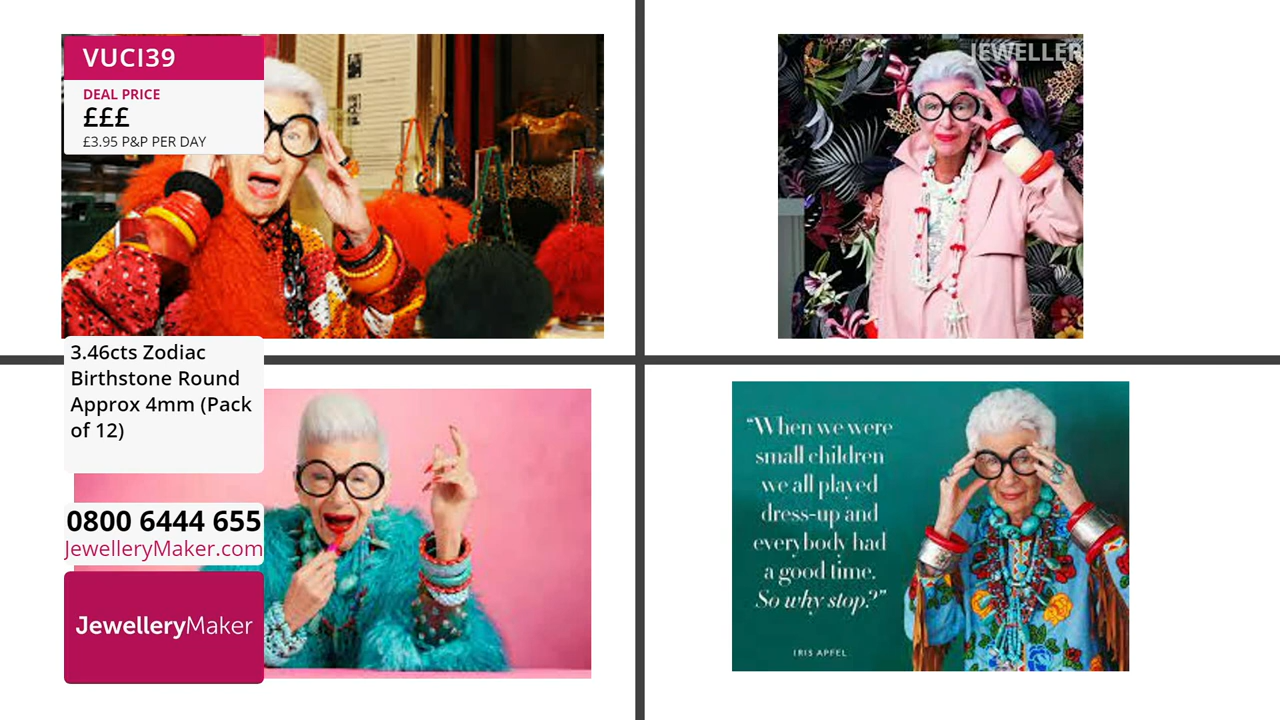 VUCI39
DEAL PRICE
£££
£3.95 P&P PER DAY
3.46cts Zodiac
Birthstone Round
Approx 4mm (Pack
of 12)
0800 6444 655
JewelleryMaker.com
JewelleryMaker
JEWELLER
“When we were
small children
we all played
dress-up and
everybody had
a good time.
So why stop?”
IRIS APFEL